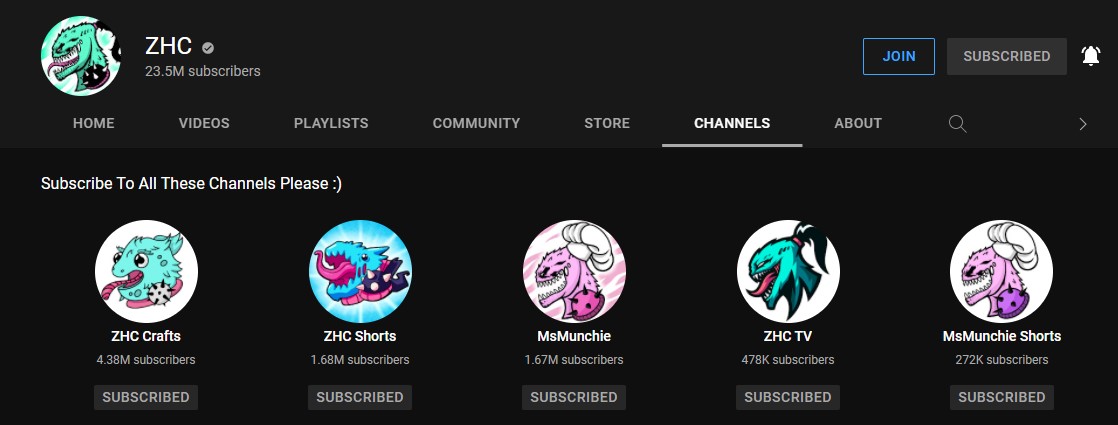 ZHC
23.5M subscribers
JOIN SUBSCRIBED
HOME VIDEOS PLAYLISTS COMMUNITY STORE CHANNELS ABOUT
Subscribe To All These Channels Please :)
ZHC Crafts ZHC Shorts MsMunchie ZHC TV MsMunchie Shorts
4.38M subscribers 1.68M subscribers 1.67M subscribers 478K subscribers 272K subscribers
SUBSCRIBED SUBSCRIBED SUBSCRIBED SUBSCRIBED SUBSCRIBED